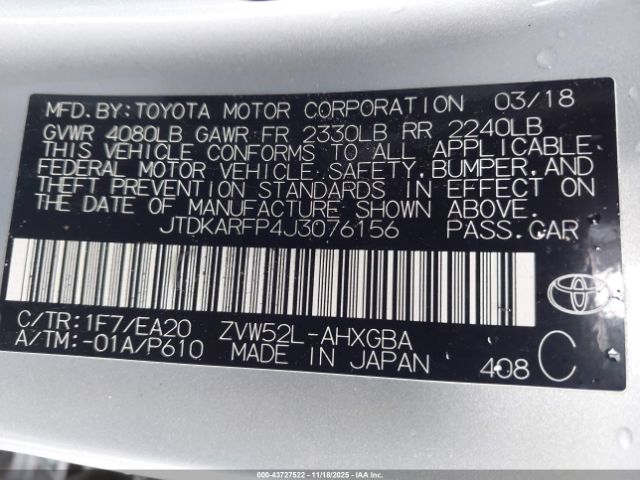 MFD.BY:TOYOTA MOTOR CORPORATION 03/18
GVWR 4080LB GAWR FR 2330LB RR 2240LB
THIS VEHICLE CONFORMS TO ALL APPLICABLE
FEDERAL MOTOR VEHICLE SAFETY,BUMPER,AND
THEFT PREVENTION STANDARDS IN EFFECT ON
THE DATE OF MANUFACTURE SHOWN ABOVE.
JTDKARFP4J3076156 PASS.CAR
C/TR:1F7/EA20 ZVW52L-AHXGBA
A/TM:-01A/P610 MADE IN JAPAN 408 C
000-43727522 - 11/18/2025 - IAAI.COM